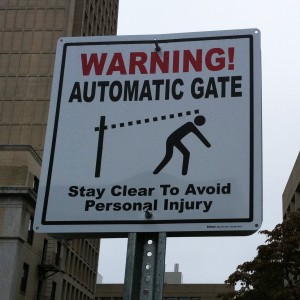 WARNING!
AUTOMATIC GATE
Stay Clear To Avoid
Personal Injury